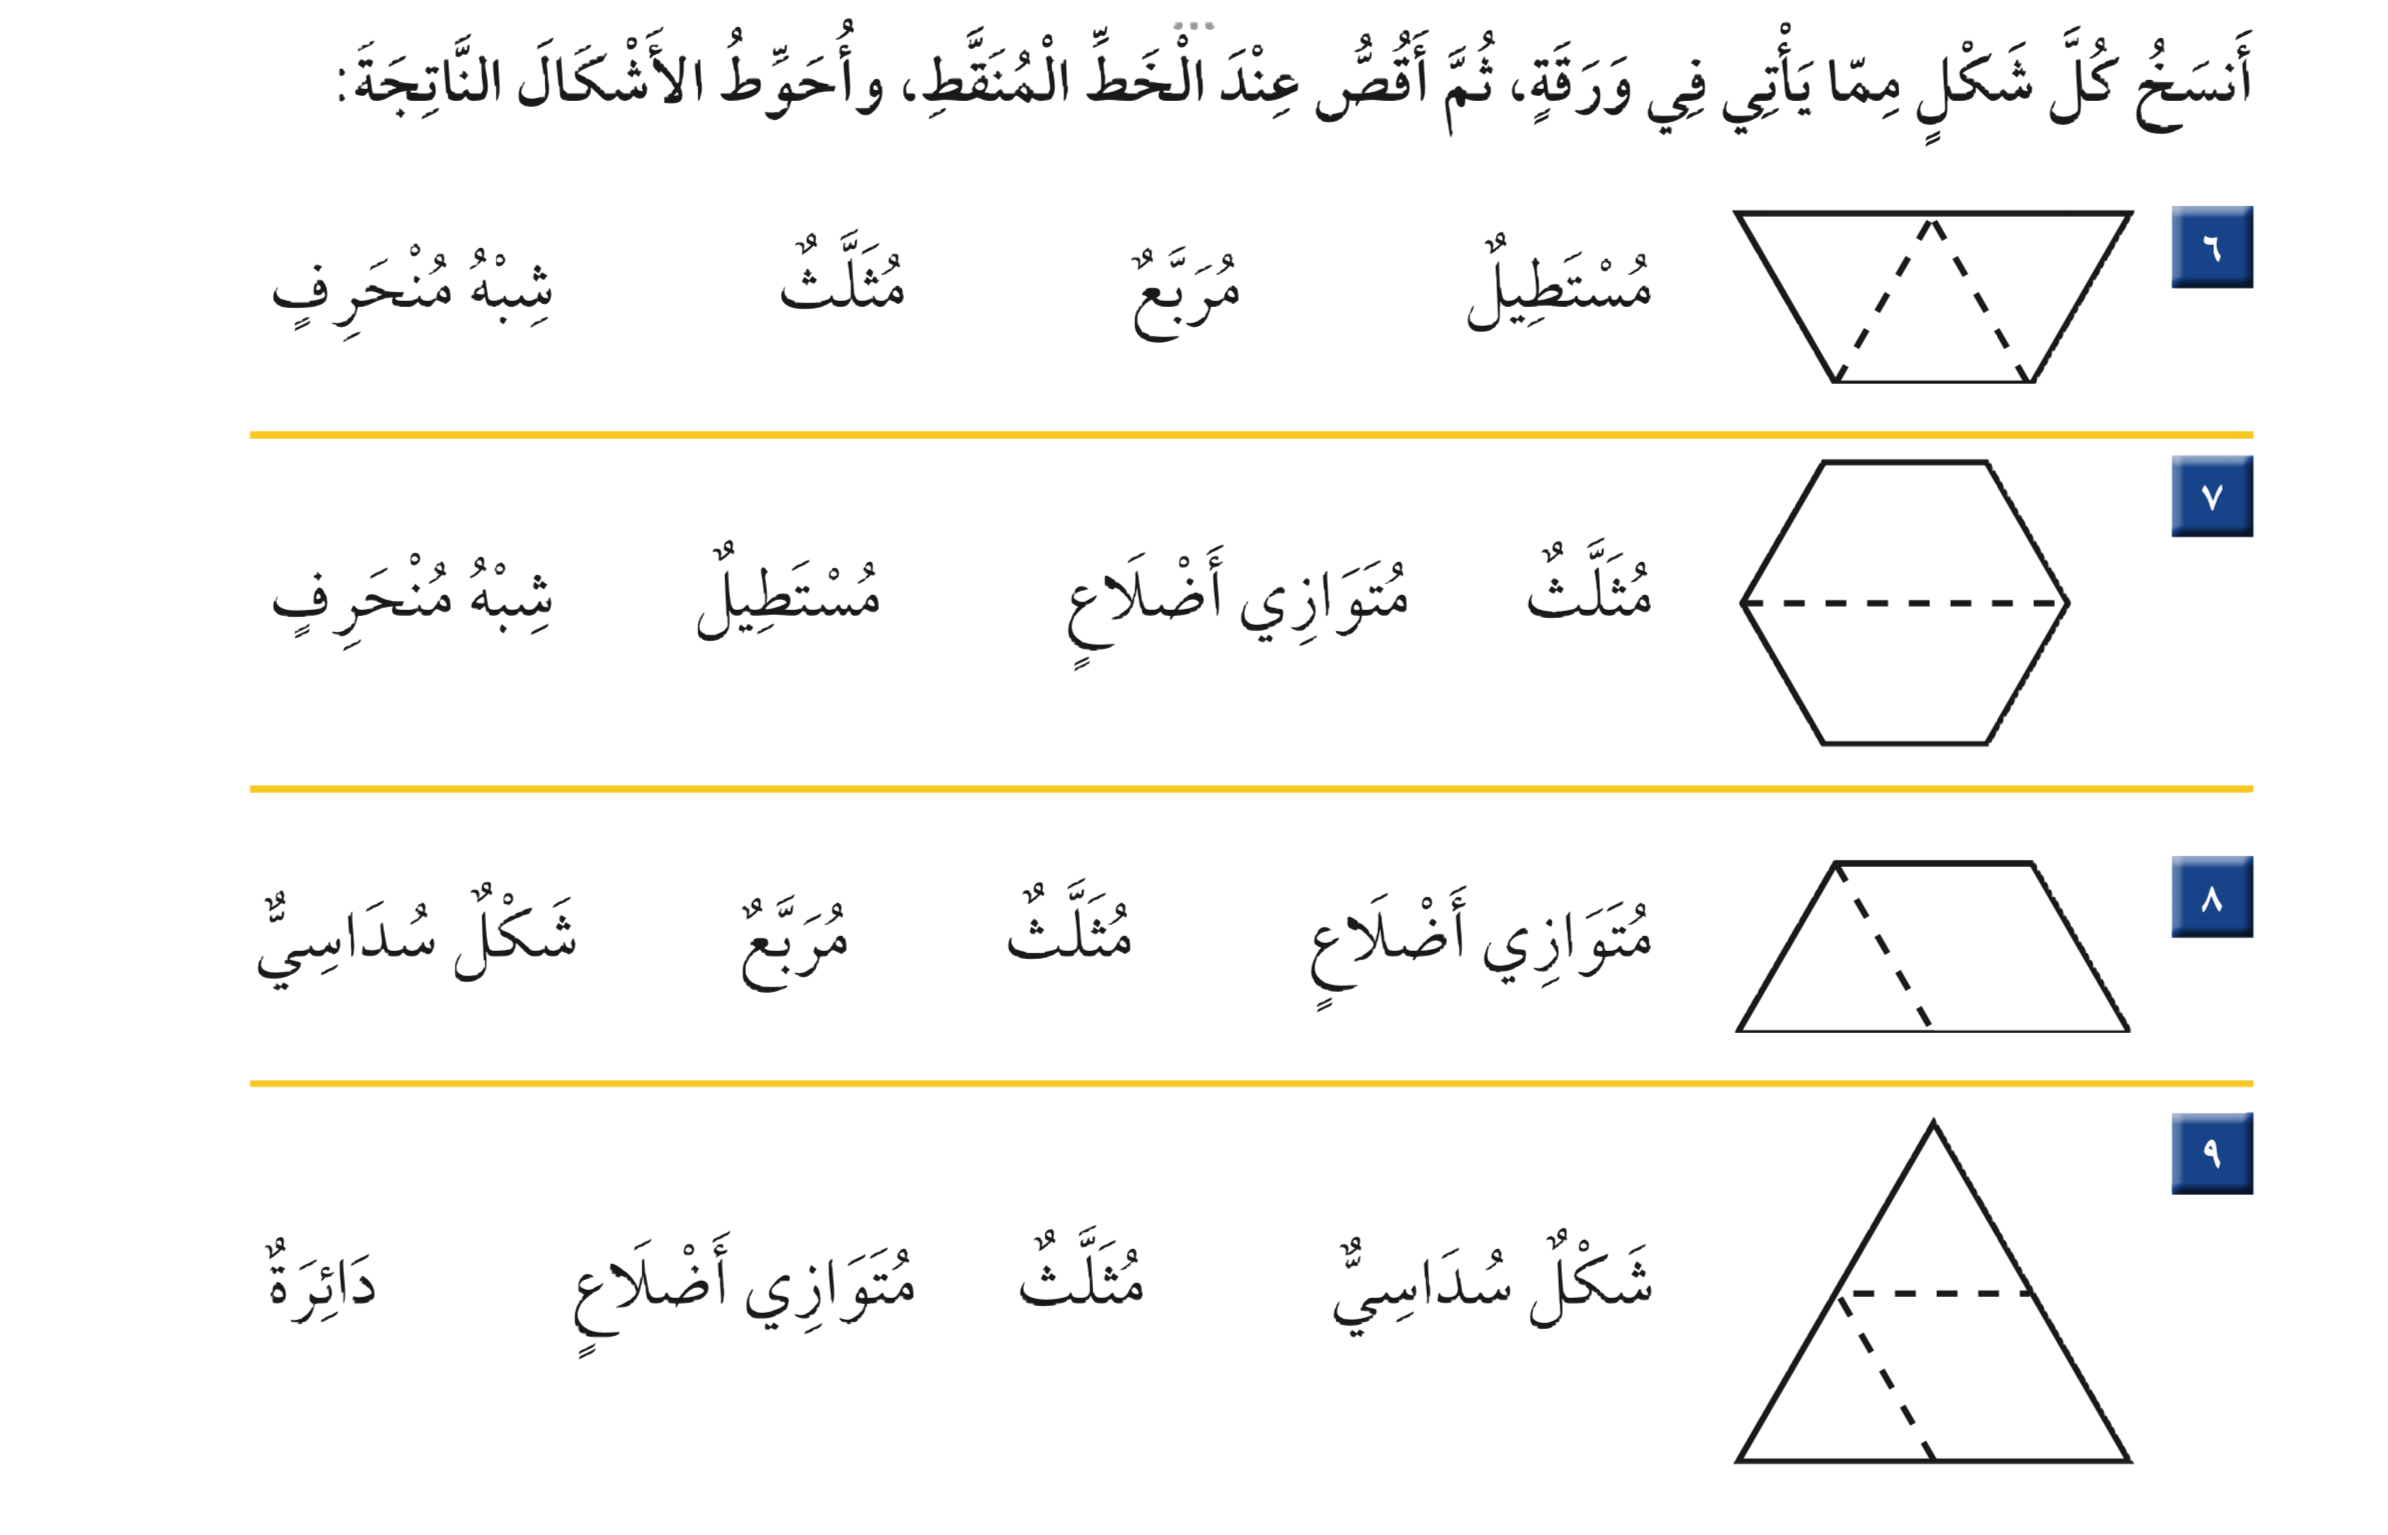 أَنسَخُ كُلَّ شَكْلٍ مِمّا يَأْتِي فِي وَرَقَةٍ، ثُمَّ أَقُصُّ عِنْدَ الْخَطِّ الْمُنَقَّطِ، وأُحَوِّطُ الأَشْكَالَ النَّاتِجَةَ:
٦ مُسْتَطِيلٌ مُرَبَّعٌ مُثَلَّثٌ شِبْهُ مُنْحَرِفٍ
٧ مُثَلَّثٌ مُتَوَازِي أَضْلَاعٍ مُسْتَطِيلٌ شِبْهُ مُنْحَرِفٍ
٨ مُتَوَازِي أَضْلَاعٍ مُثَلَّثٌ مُرَبَّعٌ شَكْلٌ سُدَاسِيٌّ
٩ شَكْلٌ سُدَاسِيٌّ مُثَلَّثٌ مُتَوَازِي أَضْلَاعٍ دَائِرَةٌ